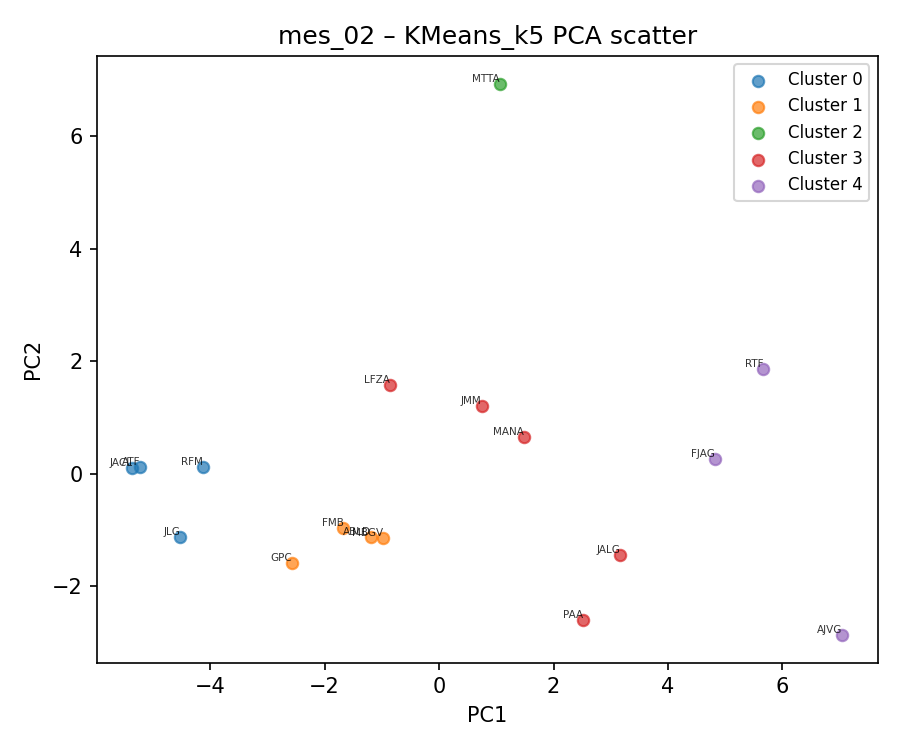 mes_02 – KMeans_k5 PCA scatter
MTTA
Cluster 0
Cluster 1
Cluster 2
Cluster 3
Cluster 4
6
4
2
0
−2
PC2
RTF
LFZA
JMM
MANA
FJAG
RFM
JLG
FMB
GPC
JALG
PAA
AJVG
−4
−2
0
2
4
6
PC1